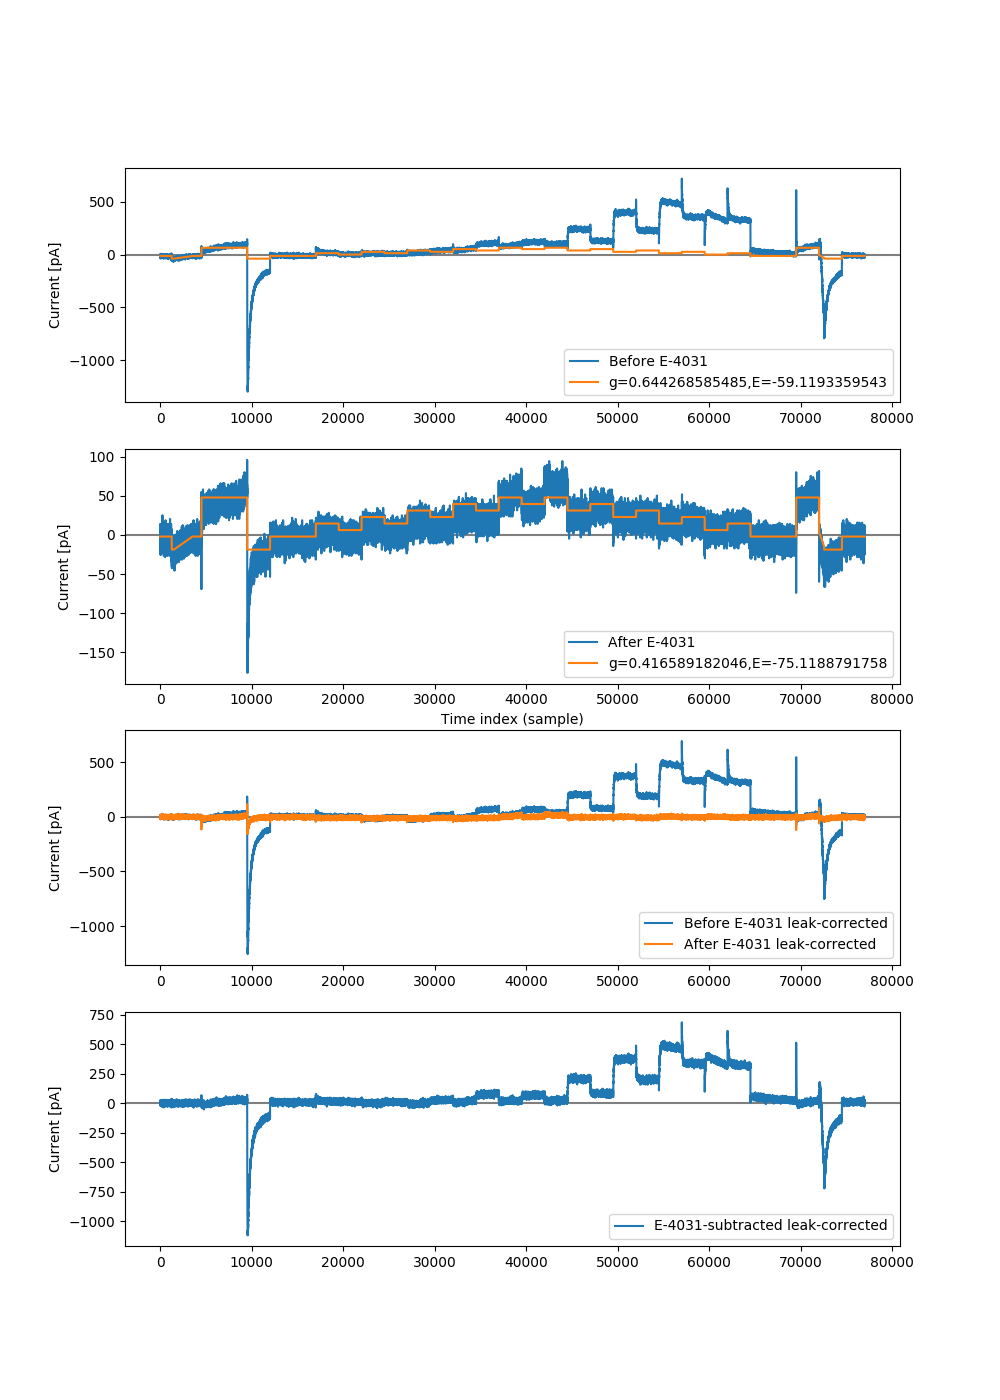 500
0
−500
−1000
Current [pA]
Before E-4031
g=0.644268585485,E=-59.1193359543
0 10000 20000 30000 40000 50000 60000 70000 80000
100
50
0
−50
−100
−150
Current [pA]
After E-4031
g=0.416589182046,E=-75.1188791758
0 10000 20000 30000 40000 50000 60000 70000 80000
Time index (sample)
500
0
−500
−1000
Current [pA]
Before E-4031 leak-corrected
After E-4031 leak-corrected
0 10000 20000 30000 40000 50000 60000 70000 80000
750
500
250
0
−250
−500
−750
−1000
Current [pA]
E-4031-subtracted leak-corrected
0 10000 20000 30000 40000 50000 60000 70000 80000